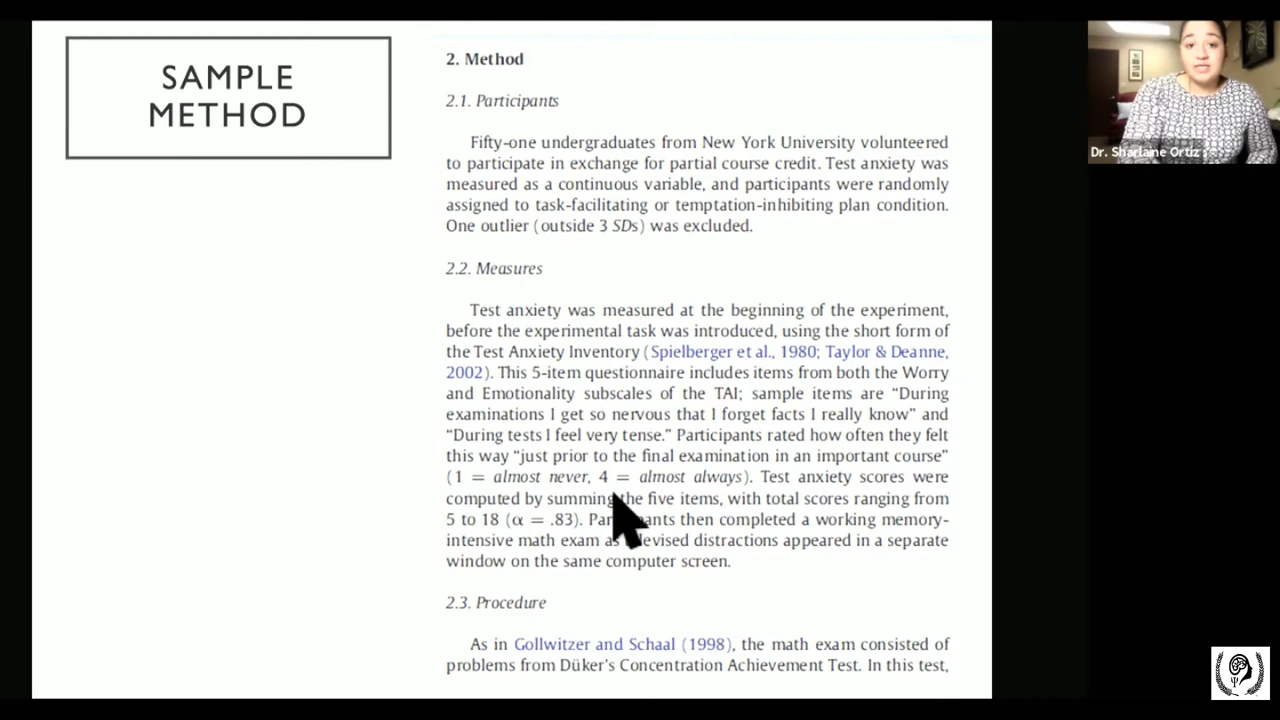 SAMPLE
METHOD
2. Method
2.1. Participants
Fifty-one undergraduates from New York University volunteered
to participate in exchange for partial course credit. Test anxiety was
measured as a continuous variable, and participants were randomly
assigned to task-facilitating or temptation-inhibiting plan condition.
One outlier (outside 3 SDs) was excluded.
2.2. Measures
Test anxiety was measured at the beginning of the experiment,
before the experimental task was introduced, using the short form of
the Test Anxiety Inventory (Spielberger et al., 1980; Taylor & Deanne,
2002). This 5-item questionnaire includes items from both the Worry
and Emotionality subscales of the TAI; sample items are “During
examinations I get so nervous that I forget facts I really know” and
“During tests I feel very tense.” Participants rated how often they felt
this way “just prior to the final examination in an important course”
(1 = almost never, 4 = almost always). Test anxiety scores were
computed by summing the five items, with total scores ranging from
5 to 18 (α = .83). Participants then completed a working memory-
intensive math exam as televised distractions appeared in a separate
window on the same computer screen.
2.3. Procedure
As in Gollwitzer and Schaal (1998), the math exam consisted of
problems from Düker’s Concentration Achievement Test. In this test,
Dr. Sharlaine Ortiz